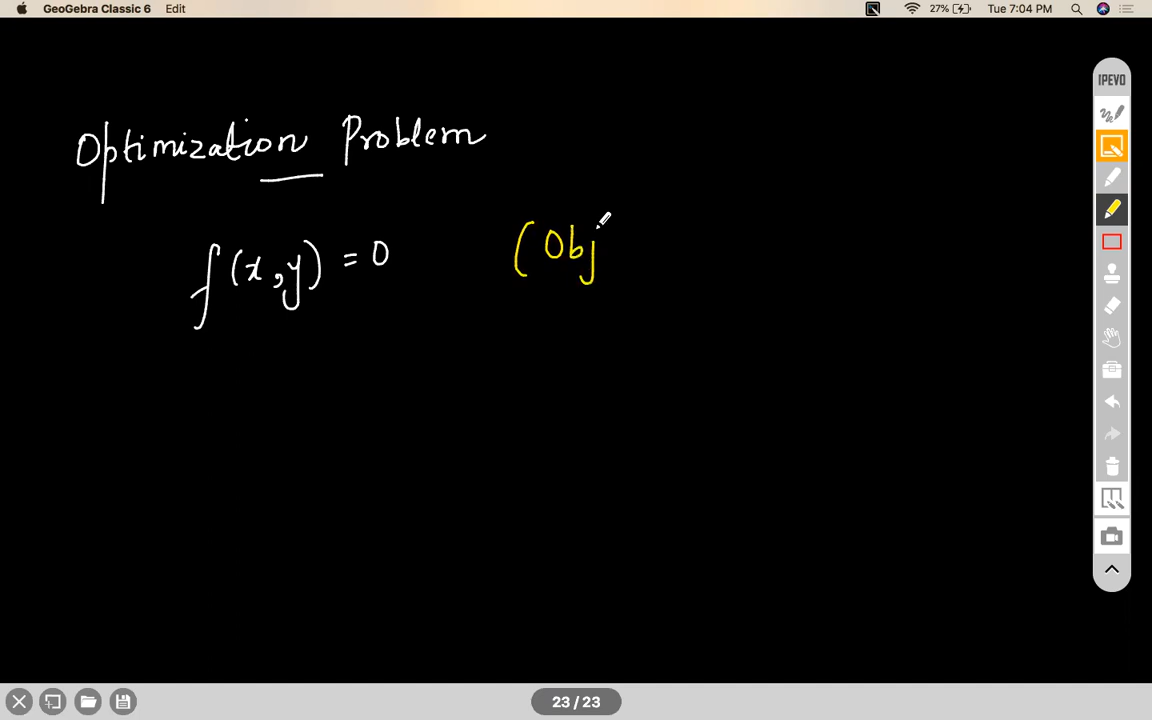 GeoGebra Classic 6 Edit 27% Tue 7:04 PM
IPEVO
Optimization Problem
f(x,y) = 0 (Obj
23 / 23